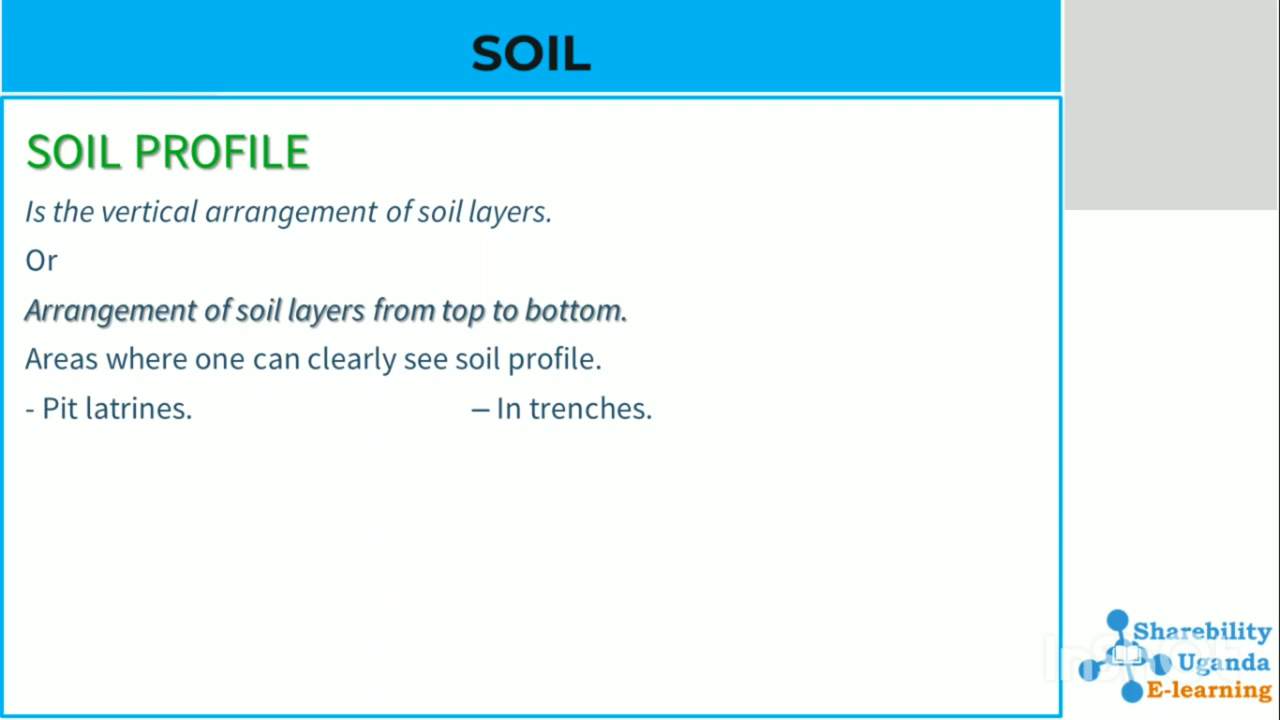 SOIL
SOIL PROFILE
Is the vertical arrangement of soil layers.
Or
Arrangement of soil layers from top to bottom.
Areas where one can clearly see soil profile.
- Pit latrines. – In trenches.
Sharebility
Uganda
E-learning